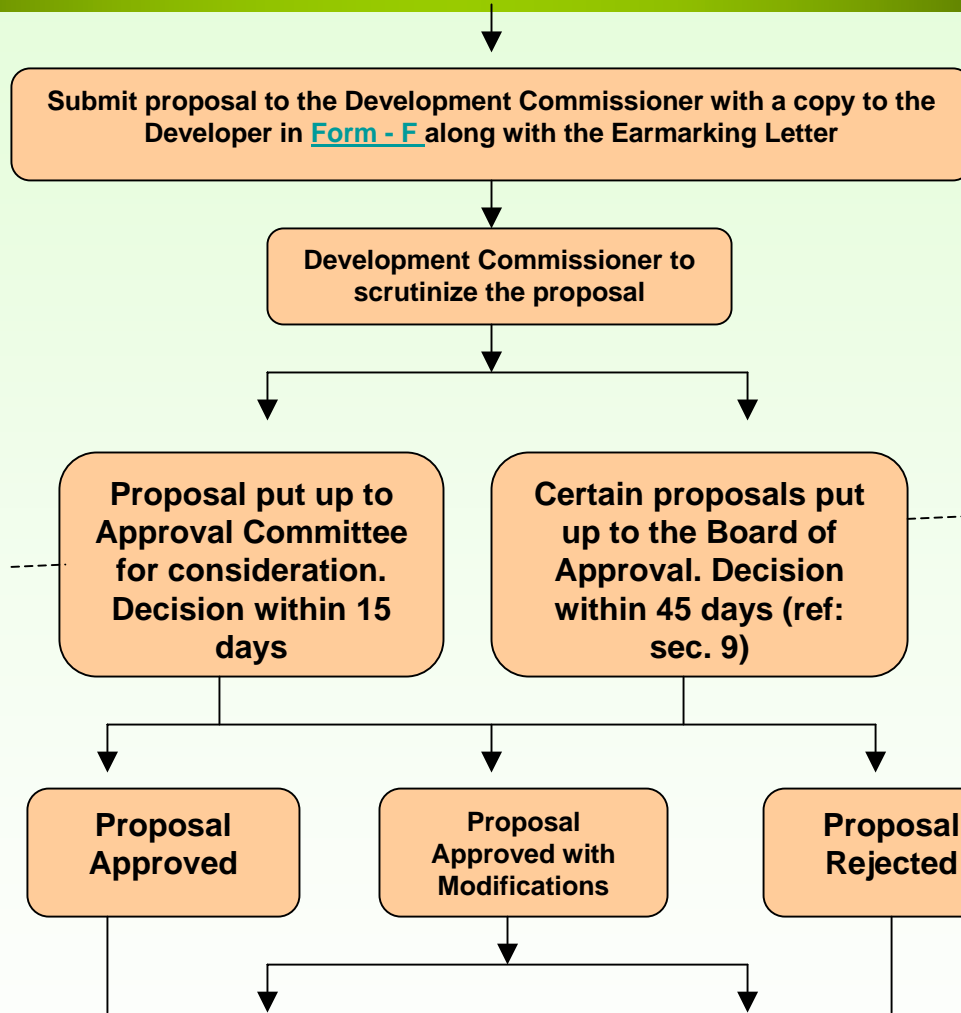 Submit proposal to the Development Commissioner with a copy to the
Developer in Form - F along with the Earmarking Letter
Development Commissioner to
scrutinize the proposal
Proposal put up to
Approval Committee
for consideration.
Decision within 15
days
Certain proposals put
up to the Board of
Approval. Decision
within 45 days (ref:
sec. 9)
Proposal
Approved
Proposal
Approved with
Modifications
Proposal
Rejected